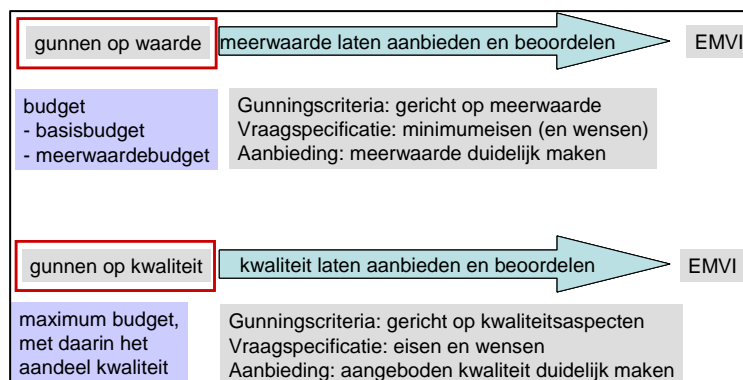 gunnen op waarde
meerwaarde laten aanbieden en beoordelen
EMVI
budget
- basisbudget
- meerwaardebudget
Gunningscriteria: gericht op meerwaarde
Vraagspecificatie: minimumeisen (en wensen)
Aanbieding: meerwaarde duidelijk maken
gunnen op kwaliteit
kwaliteit laten aanbieden en beoordelen
EMVI
maximum budget,
met daarin het
aandeel kwaliteit
Gunningscriteria: gericht op kwaliteitsaspecten
Vraagspecificatie: eisen en wensen
Aanbieding: aangeboden kwaliteit duidelijk maken